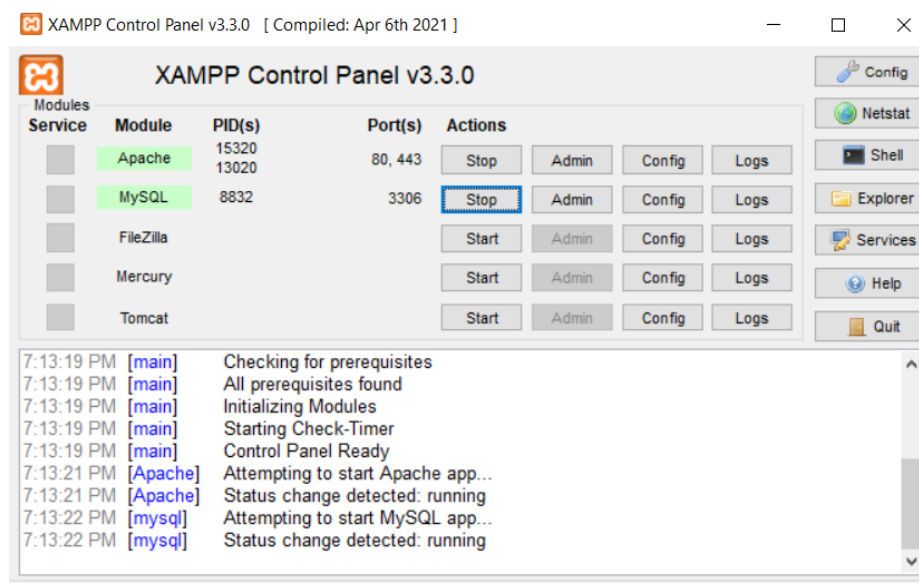 XAMPP Control Panel v3.3.0 [ Compiled: Apr 6th 2021 ]
XAMPP Control Panel v3.3.0
Config
Modules
Service Module PID(s) Port(s) Actions
Netstat
Apache 15320 13020 80, 443 Stop Admin Config Logs
Shell
MySQL 8832 3306 Stop Admin Config Logs
Explorer
FileZilla Start Admin Config Logs
Services
Mercury Start Admin Config Logs
Help
Tomcat Start Admin Config Logs
Quit
7:13:19 PM [main] Checking for prerequisites
7:13:19 PM [main] All prerequisites found
7:13:19 PM [main] Initializing Modules
7:13:19 PM [main] Starting Check-Timer
7:13:19 PM [main] Control Panel Ready
7:13:21 PM [Apache] Attempting to start Apache app...
7:13:21 PM [Apache] Status change detected: running
7:13:22 PM [mysql] Attempting to start MySQL app...
7:13:22 PM [mysql] Status change detected: running